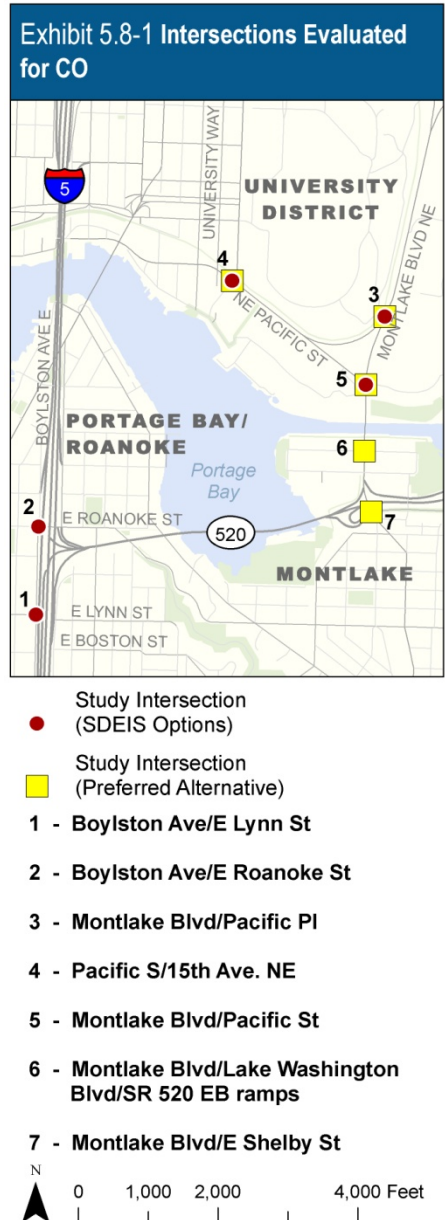 Exhibit 5.8-1 Intersections Evaluated
for CO
5
UNIVERSITY WAY
UNIVERSITY
DISTRICT
4
3
NE PACIFIC ST
MONTLAKE BLVD NE
BOYLSTON AVE E
5
PORTAGE BAY/
ROANOKE
6
Portage
Bay
2
E ROANOKE ST
520
7
MONTLAKE
1
E LYNN ST
E BOSTON ST
Study Intersection
(SDEIS Options)
Study Intersection
(Preferred Alternative)
1 - Boylston Ave/E Lynn St
2 - Boylston Ave/E Roanoke St
3 - Montlake Blvd/Pacific Pl
4 - Pacific S/15th Ave. NE
5 - Montlake Blvd/Pacific St
6 - Montlake Blvd/Lake Washington
Blvd/SR 520 EB ramps
7 - Montlake Blvd/E Shelby St
N
0 1,000 2,000 4,000 Feet